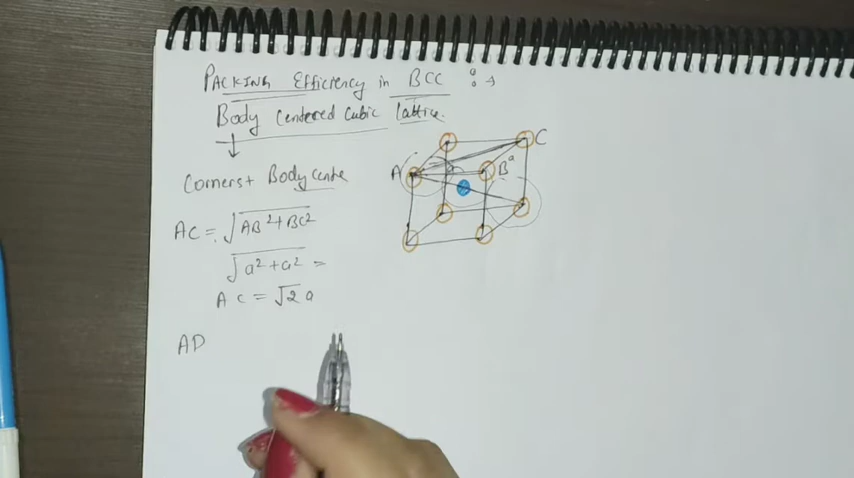 PACKING Efficiency in BCC : →
Body Centered Cubic lattice.
Corners + Body Centre
AC = √AB² + BC²
√a² + a² =
AC = √2 a
AD
A
B a
C